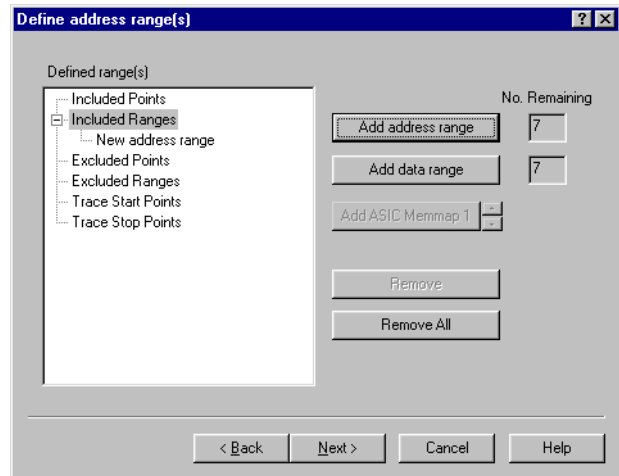 Define address range(s)
Defined range(s)
No. Remaining
Included Points
Included Ranges
New address range
Excluded Points
Excluded Ranges
Trace Start Points
Trace Stop Points
Add address range
7
Add data range
7
Add ASIC Memmap 1
Remove
Remove All
< Back
Next >
Cancel
Help